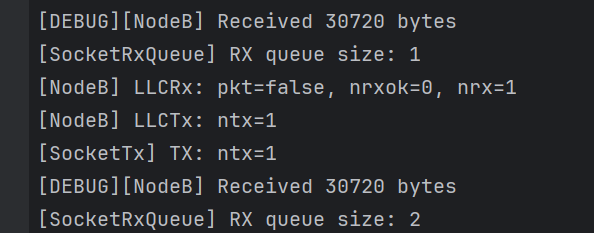 [DEBUG][NodeB] Received 30720 bytes
[SocketRxQueue] RX queue size: 1
[NodeB] LLCRx: pkt=false, nrxok=0, nrx=1
[NodeB] LLCTx: ntx=1
[SocketTx] TX: ntx=1
[DEBUG][NodeB] Received 30720 bytes
[SocketRxQueue] RX queue size: 2